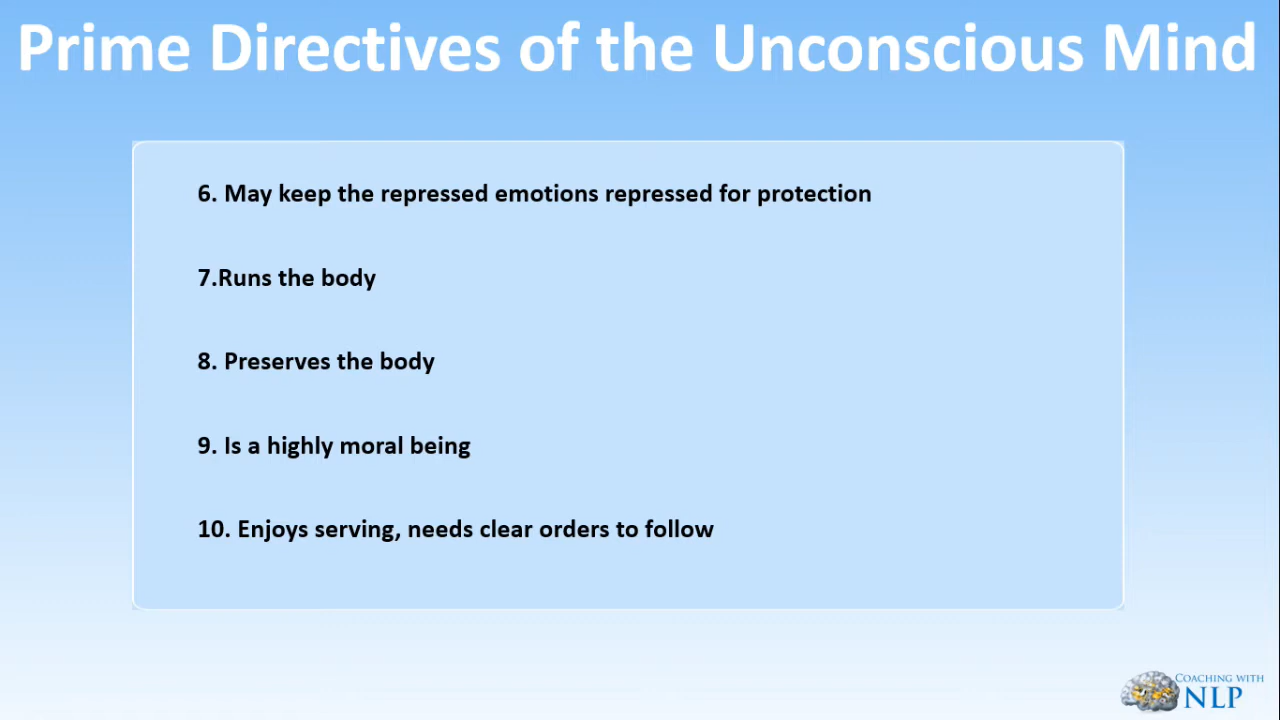 Prime Directives of the Unconscious Mind
6. May keep the repressed emotions repressed for protection
7.Runs the body
8. Preserves the body
9. Is a highly moral being
10. Enjoys serving, needs clear orders to follow
COACHING WITH
NLP